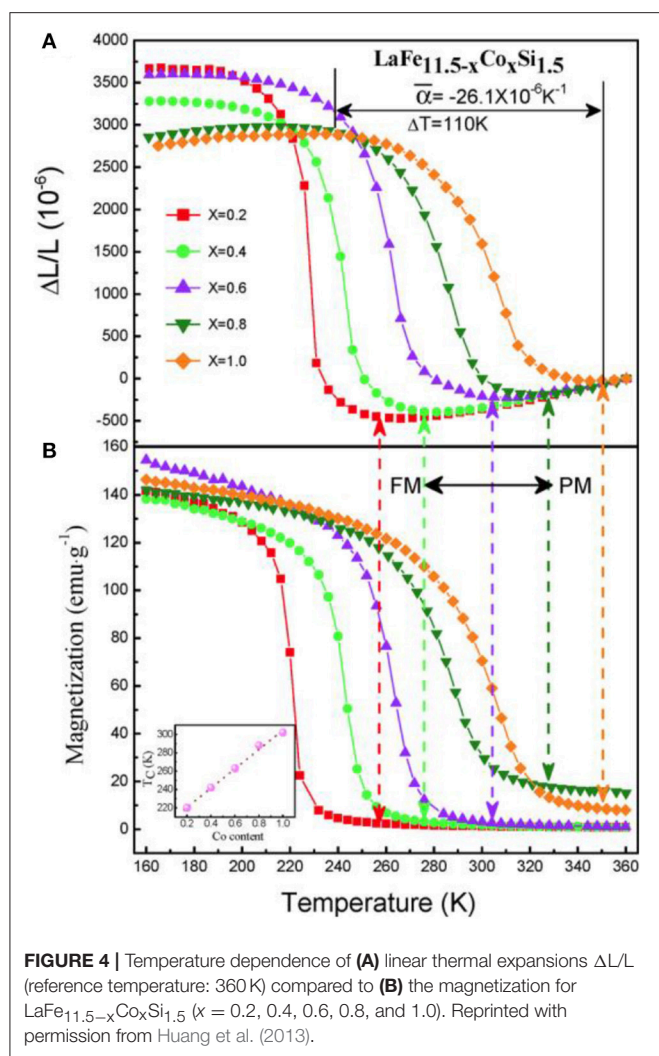 A
LaFe11.5-xCoxSi1.5
α̅= -26.1X10-6K-1
ΔT=110K
4000
3500
3000
2500
2000
1500
1000
500
0
-500
ΔL/L (10-6)
X=0.2
X=0.4
X=0.6
X=0.8
X=1.0
B
FM
PM
160
140
120
100
80
60
40
20
0
Magnetization (emu·g-1)
300
280
260
240
220
TC (K)
0.2 0.4 0.6 0.8 1.0
Co content
160 180 200 220 240 260 280 300 320 340 360
Temperature (K)
FIGURE 4 | Temperature dependence of (A) linear thermal expansions ΔL/L
(reference temperature: 360 K) compared to (B) the magnetization for
LaFe11.5−xCoxSi1.5 (x = 0.2, 0.4, 0.6, 0.8, and 1.0). Reprinted with
permission from Huang et al. (2013).